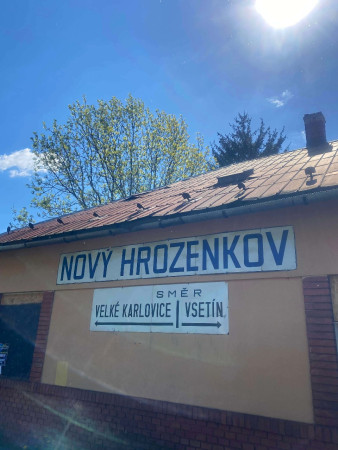 NOVÝ HROZENKOV
SMĚR
VELKÉ KARLOVICE VSETÍN